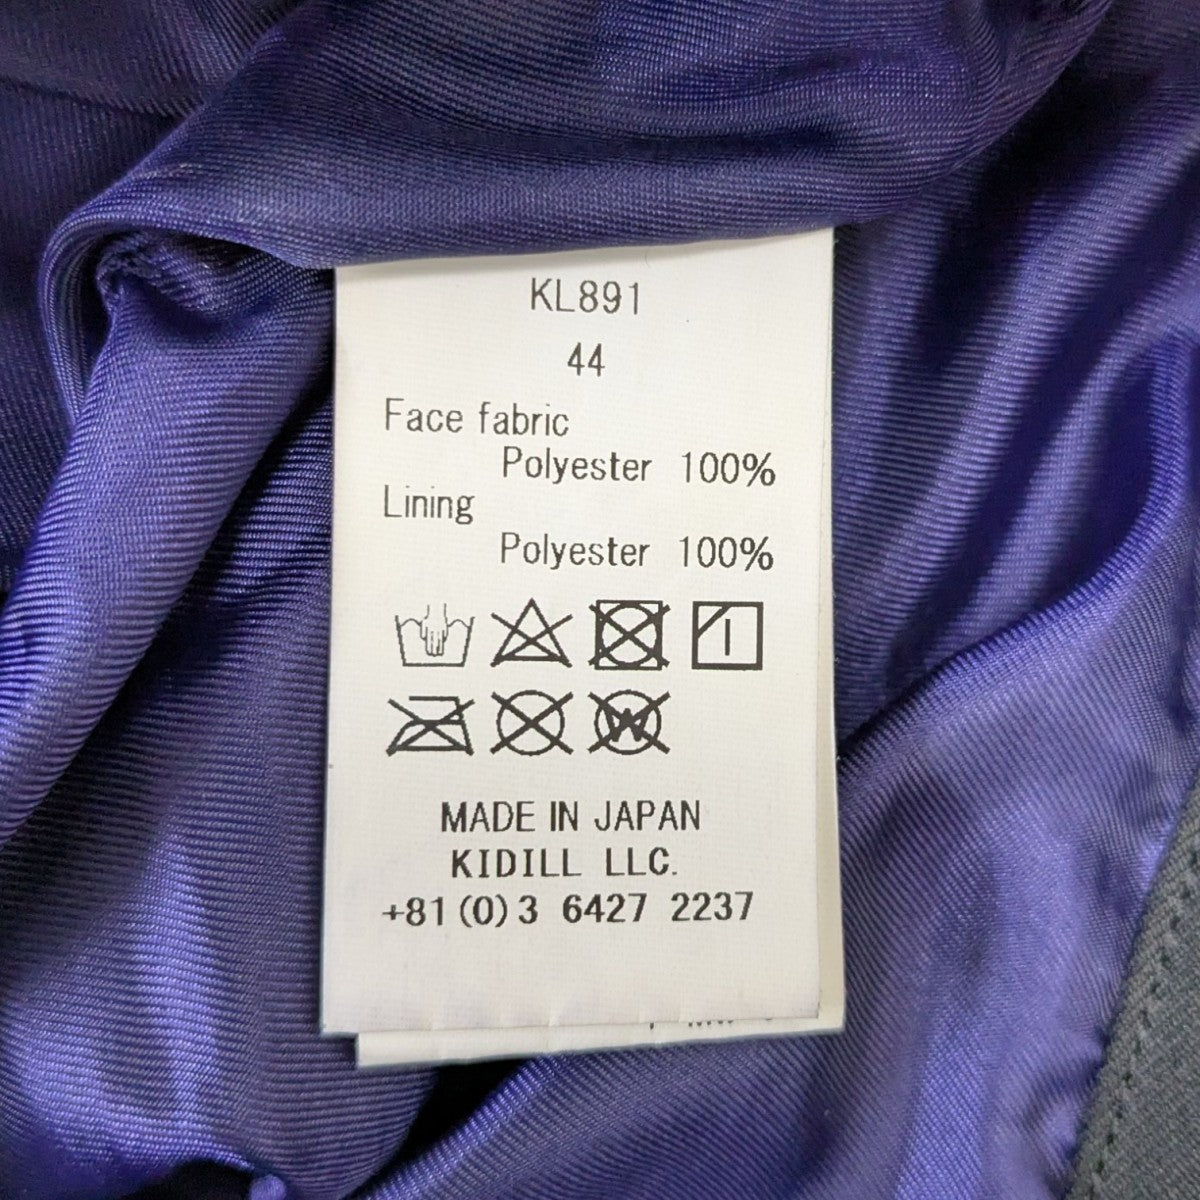 KL891
44
Face fabric
Polyester 100%
Lining
Polyester 100%
W
MADE IN JAPAN
KIDILL LLC.
+81(0)3 6427 2237